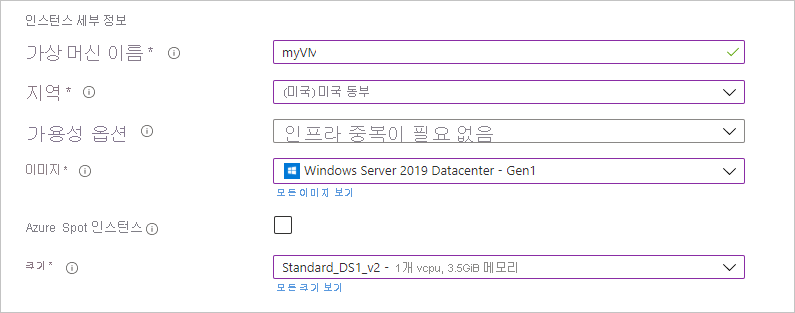 인스턴스 세부 정보
가상 머신 이름 * myVM
지역 * (미국) 미국 동부
가용성 옵션 인프라 중복이 필요 없음
이미지 * Windows Server 2019 Datacenter - Gen1
모든 이미지 보기
Azure Spot 인스턴스
크기 * Standard_DS1_v2 - 1개 vcpu, 3.5GiB 메모리
모든 크기 보기